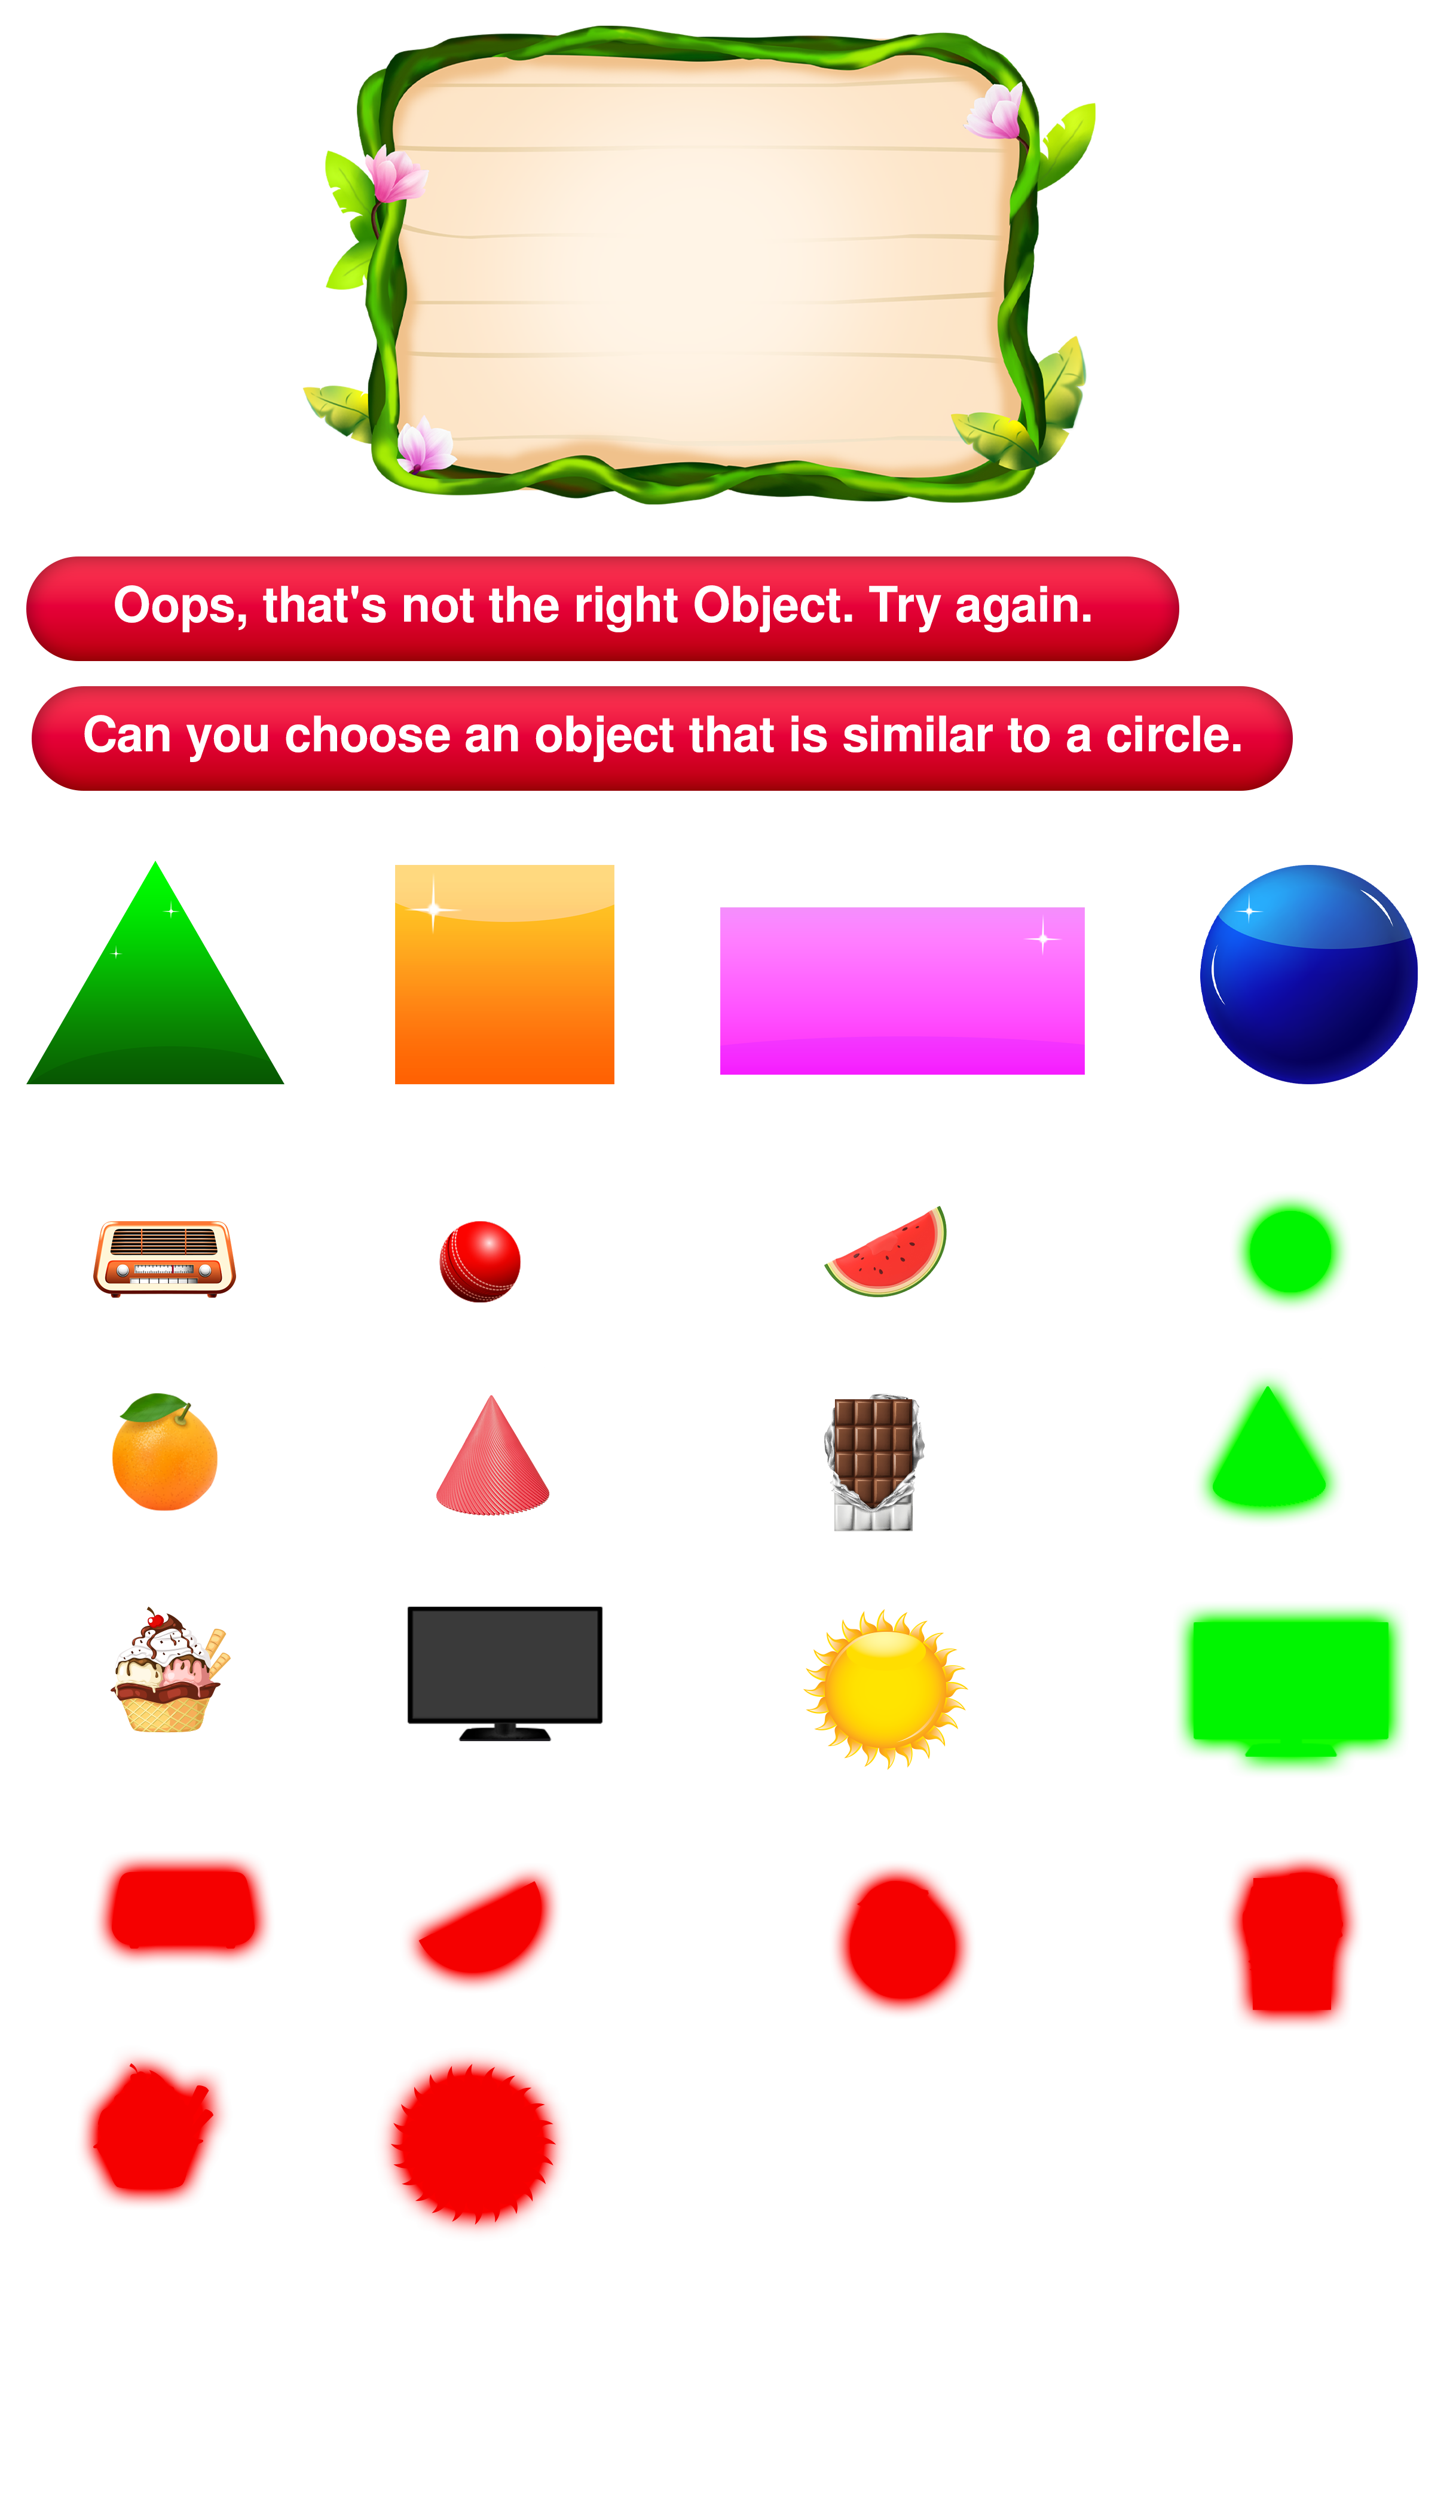 Oops, that's not the right Object. Try again.
Can you choose an object that is similar to a circle.